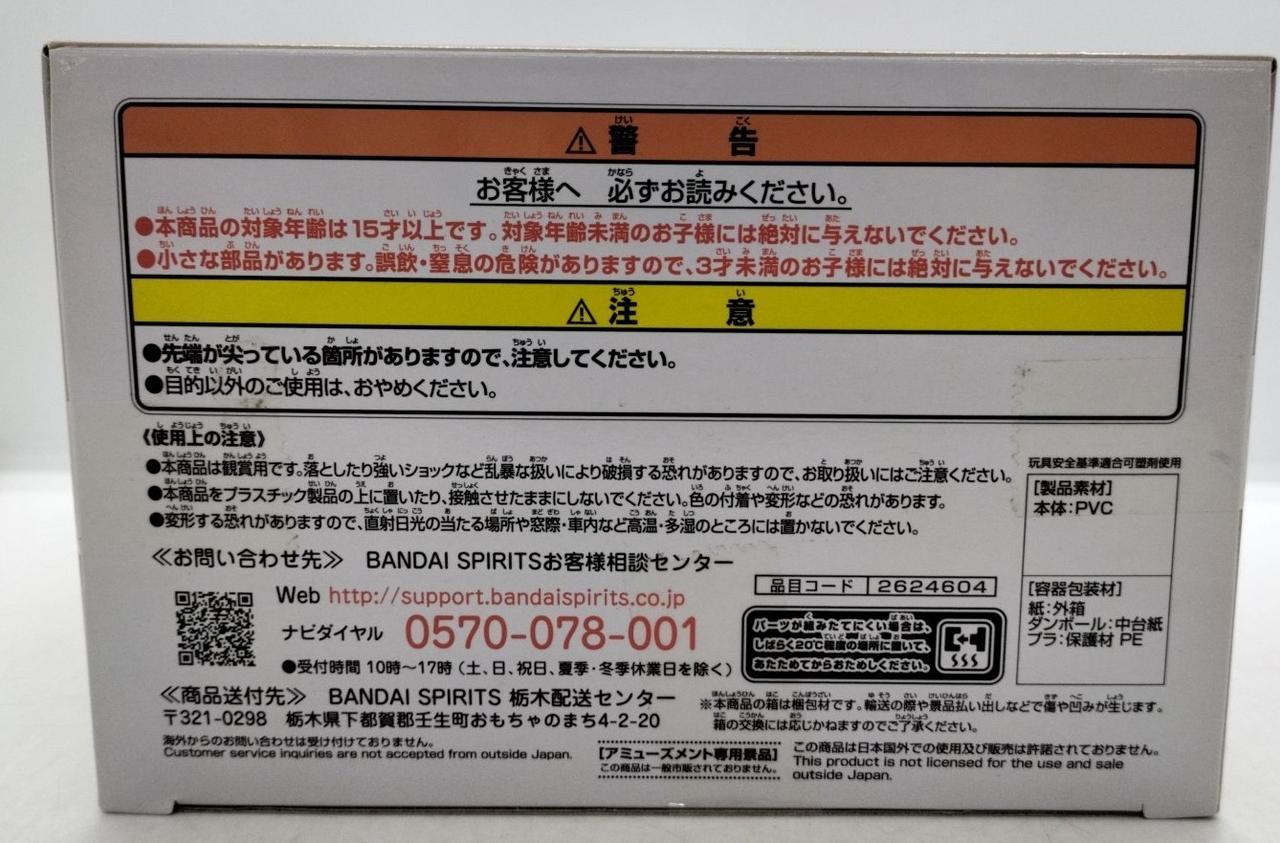 ⚠警告
お客様へ 必ずお読みください。
●本商品の対象年齢は15才以上です。対象年齢未満のお子様には絶対に与えないでください。
●小さな部品があります。誤飲・窒息の危険がありますので、3才未満のお子様には絶対に与えないでください。
⚠注意
●先端が尖っている箇所がありますので、注意してください。
●目的以外のご使用は、おやめください。
《使用上の注意》
●本商品は観賞用です。落としたり強いショックなど乱暴な扱いにより破損する恐れがありますので、お取り扱いにはご注意ください。
●本商品をプラスチック製品の上に置いたり、接触させたままにしないでください。色の付着や変形などの恐れがあります。
●変形する恐れがありますので、直射日光の当たる場所や窓際・車内など高温・多湿のところには置かないでください。
玩具安全基準適合可塑剤使用
[製品素材]
本体:PVC
[容器包装材]
紙:外箱
ダンボール:中台紙
プラ:保護材 PE
≪お問い合わせ先≫ BANDAI SPIRITSお客様相談センター
Web http://support.bandaispirits.co.jp
ナビダイヤル 0570-078-001
●受付時間 10時〜17時(土、日、祝日、夏季・冬季休業日を除く)
品目コード 2624604
パーツが組みたてにくい場合は、
しばらく20℃程度の場所に置いて、
あたためてからおためしください。
≪商品送付先≫ BANDAI SPIRITS 栃木配送センター
〒321-0298 栃木県下都賀郡壬生町おもちゃのまち4-2-20
※本商品の箱は梱包材です。輸送の際や景品払い出しなどで傷や凹みが生じます。
箱の交換には応じかねますのでご了承ください。
海外からのお問い合わせは受け付けておりません。
Customer service inquiries are not accepted from outside Japan.
[アミューズメント専用景品]
この商品は一般市販されておりません。
この商品は日本国外での使用及び販売は許諾されておりません。
This product is not licensed for the use and sale
outside Japan.